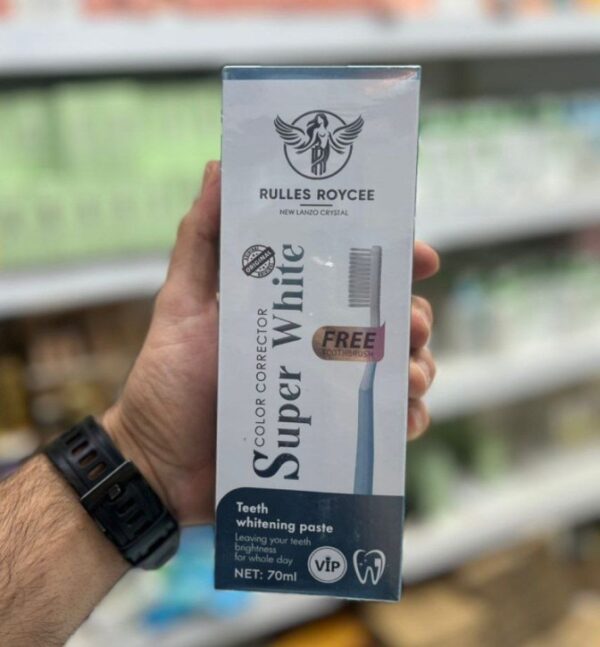 RULLES ROYCEE
NEW LANZO CRYSTAL
ORIGINAL
COLOR CORRECTOR
Super White
FREE
TOOTHBRUSH
Teeth
whitening paste
Leaving your teeth
brightness
for whole day
NET: 70ml
VİP